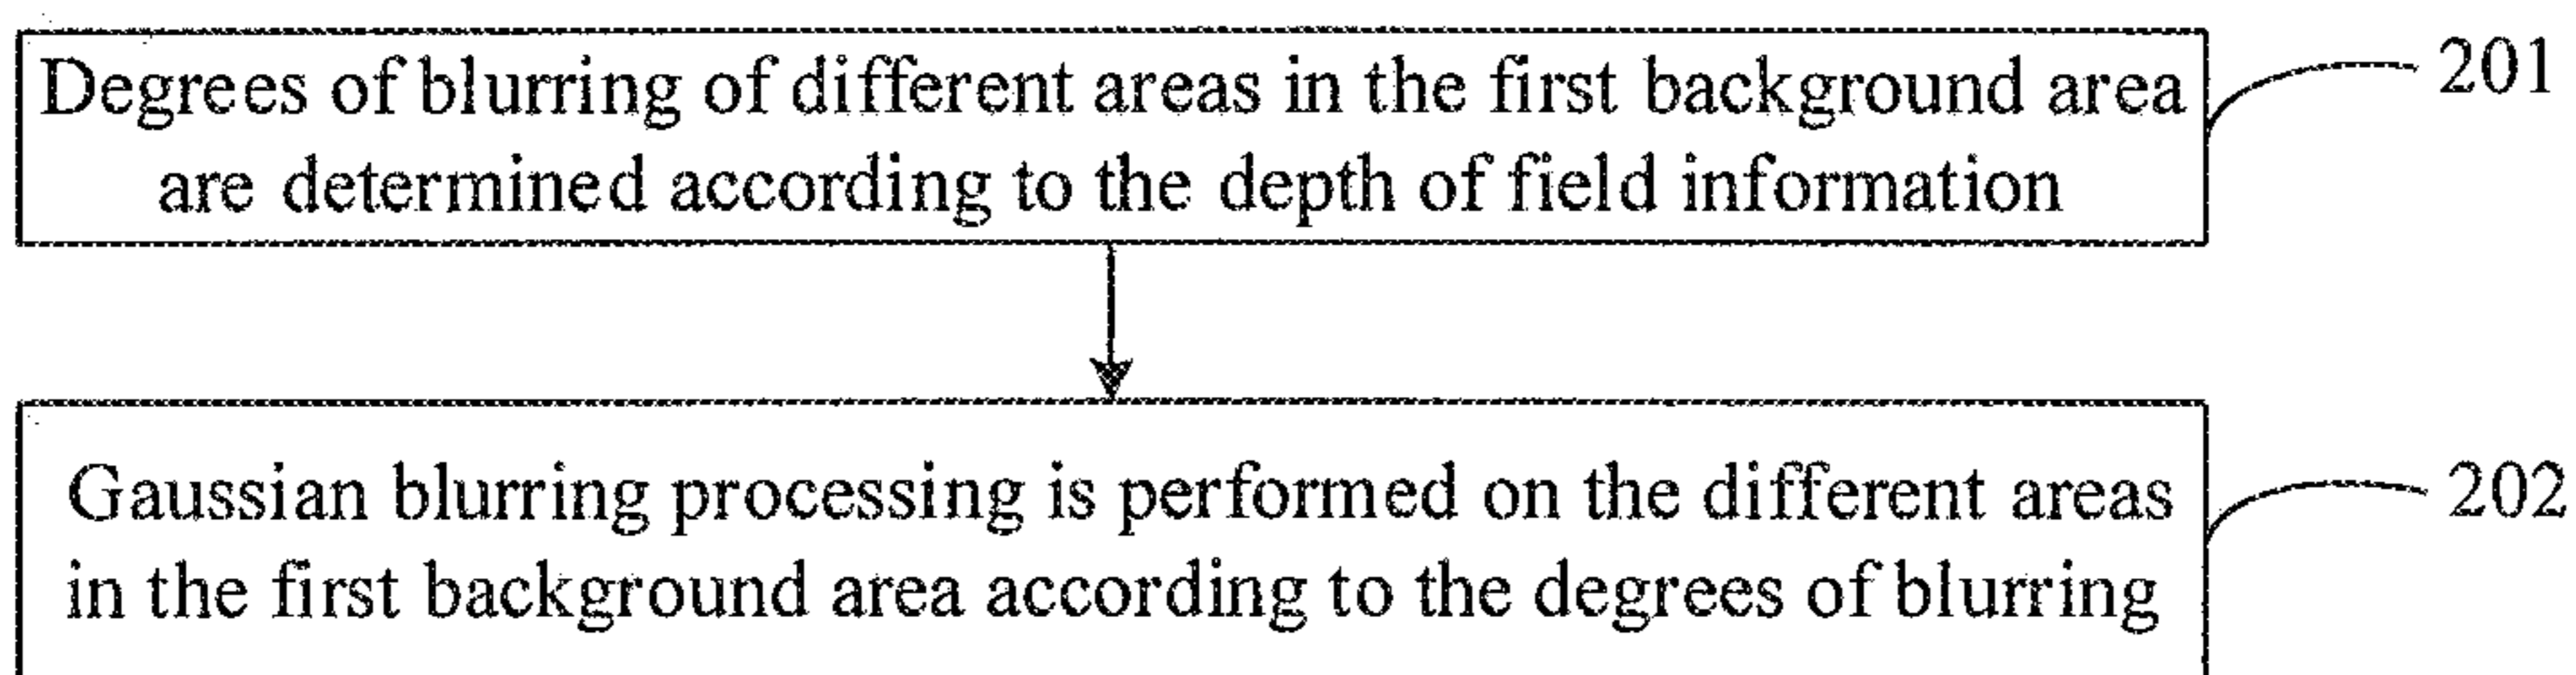 Degrees of blurring of different areas in the first background area
are determined according to the depth of field information
201
Gaussian blurring processing is performed on the different areas
in the first background area according to the degrees of blurring
202